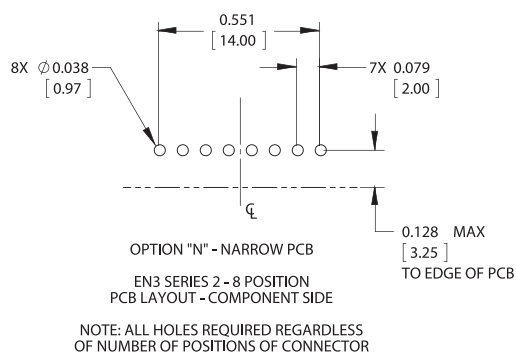 0.551
[ 14.00 ]
8X ∅ 0.038
[ 0.97 ]
7X 0.079
[ 2.00 ]
℄
0.128 MAX
[ 3.25 ]
TO EDGE OF PCB
OPTION "N" - NARROW PCB
EN3 SERIES 2 - 8 POSITION
PCB LAYOUT - COMPONENT SIDE
NOTE: ALL HOLES REQUIRED REGARDLESS
OF NUMBER OF POSITIONS OF CONNECTOR